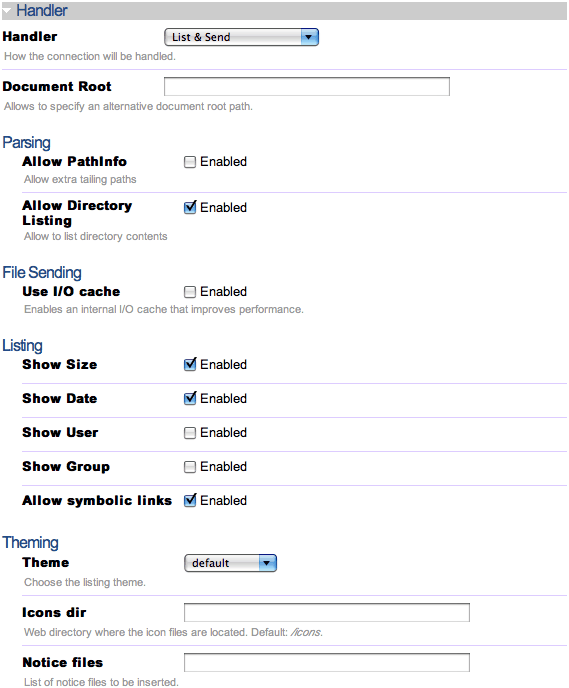 Handler
Handler List & Send
How the connection will be handled.
Document Root
Allows to specify an alternative document root path.
Parsing
Allow PathInfo Enabled
Allow extra tailing paths
Allow Directory Enabled
Listing
Allow to list directory contents
File Sending
Use I/O cache Enabled
Enables an internal I/O cache that improves performance.
Listing
Show Size Enabled
Show Date Enabled
Show User Enabled
Show Group Enabled
Allow symbolic links Enabled
Theming
Theme default
Choose the listing theme.
Icons dir
Web directory where the icon files are located. Default: /icons.
Notice files
List of notice files to be inserted.